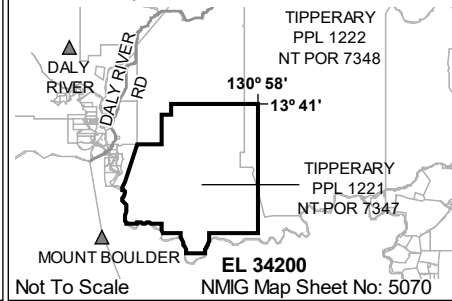 TIPPERARY
PPL 1222
NT POR 7348
DALY
RIVER
DALY RIVER
RD
130º 58'
13º 41'
TIPPERARY
PPL 1221
NT POR 7347
MOUNT BOULDER
EL 34200
Not To Scale
NMIG Map Sheet No: 5070